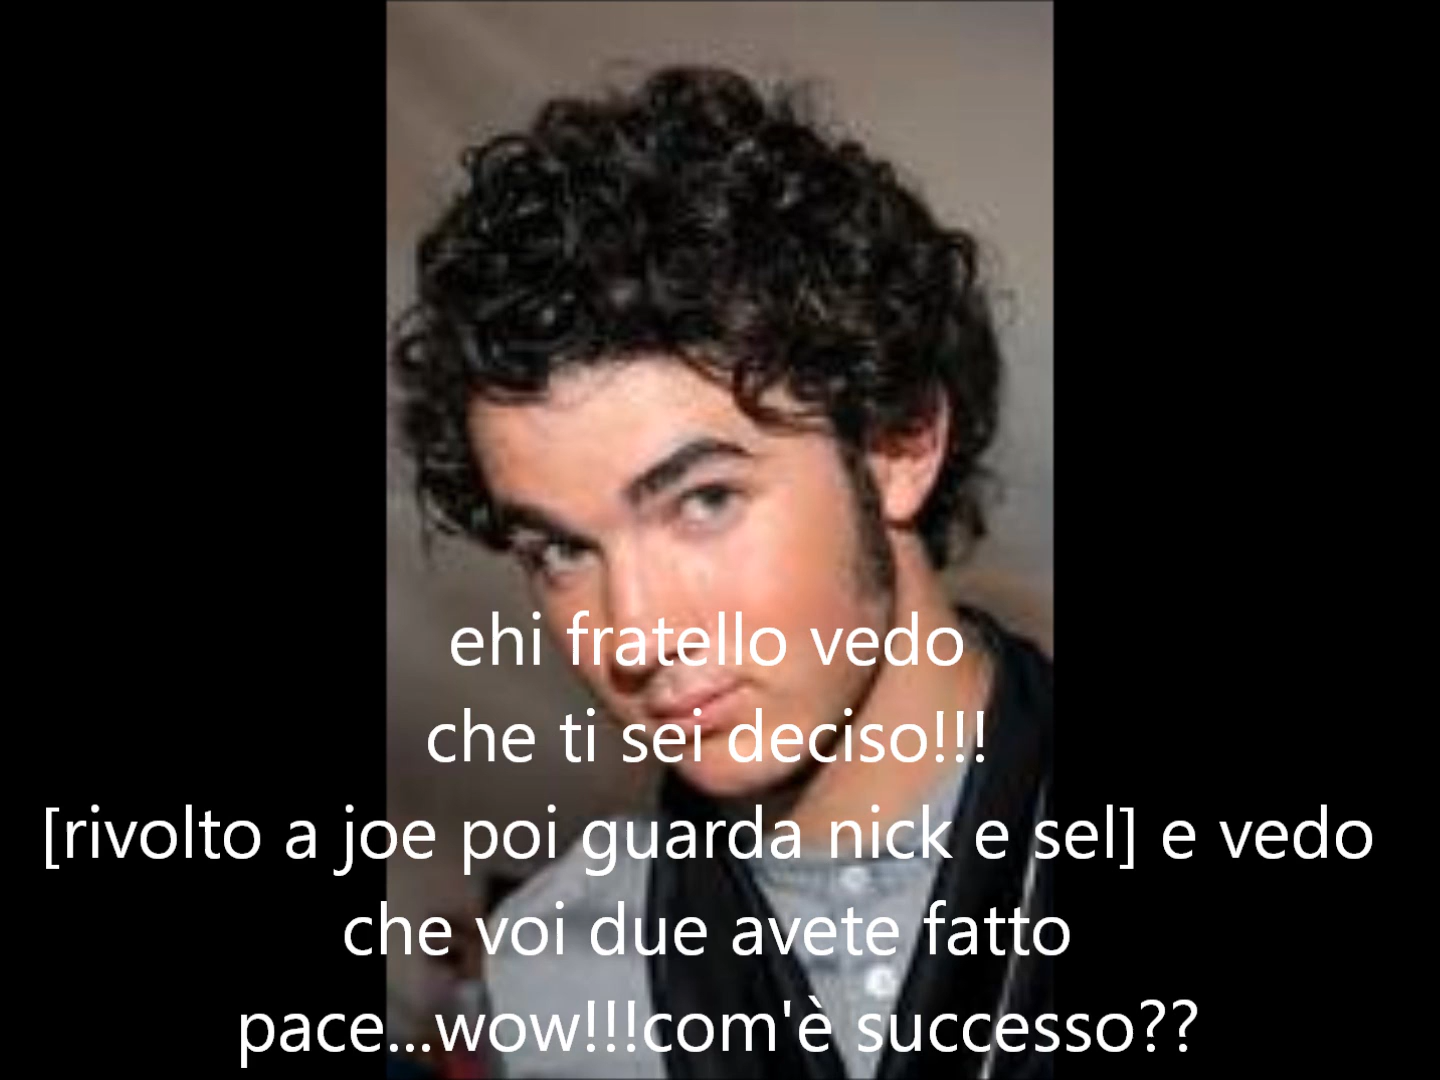 ehi fratello vedo
che ti sei deciso!!!
[rivolto a joe poi guarda nick e sel] e vedo
che voi due avete fatto
pace...wow!!!com'è successo??